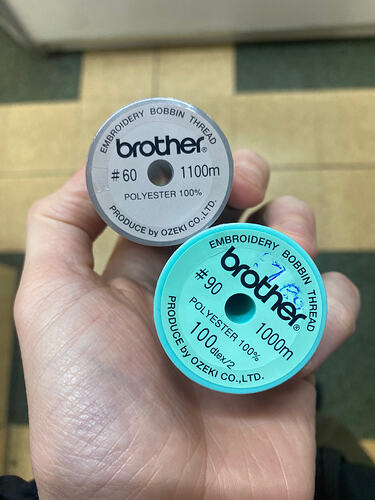 EMBROIDERY BOBBIN THREAD
brother®
#60 1100m
POLYESTER 100%
PRODUCE by OZEKI CO.,LTD.
EMBROIDERY BOBBIN THREAD
brother®
#90 1000m
POLYESTER 100%
100dtex/2
PRODUCE by OZEKI CO.,LTD.